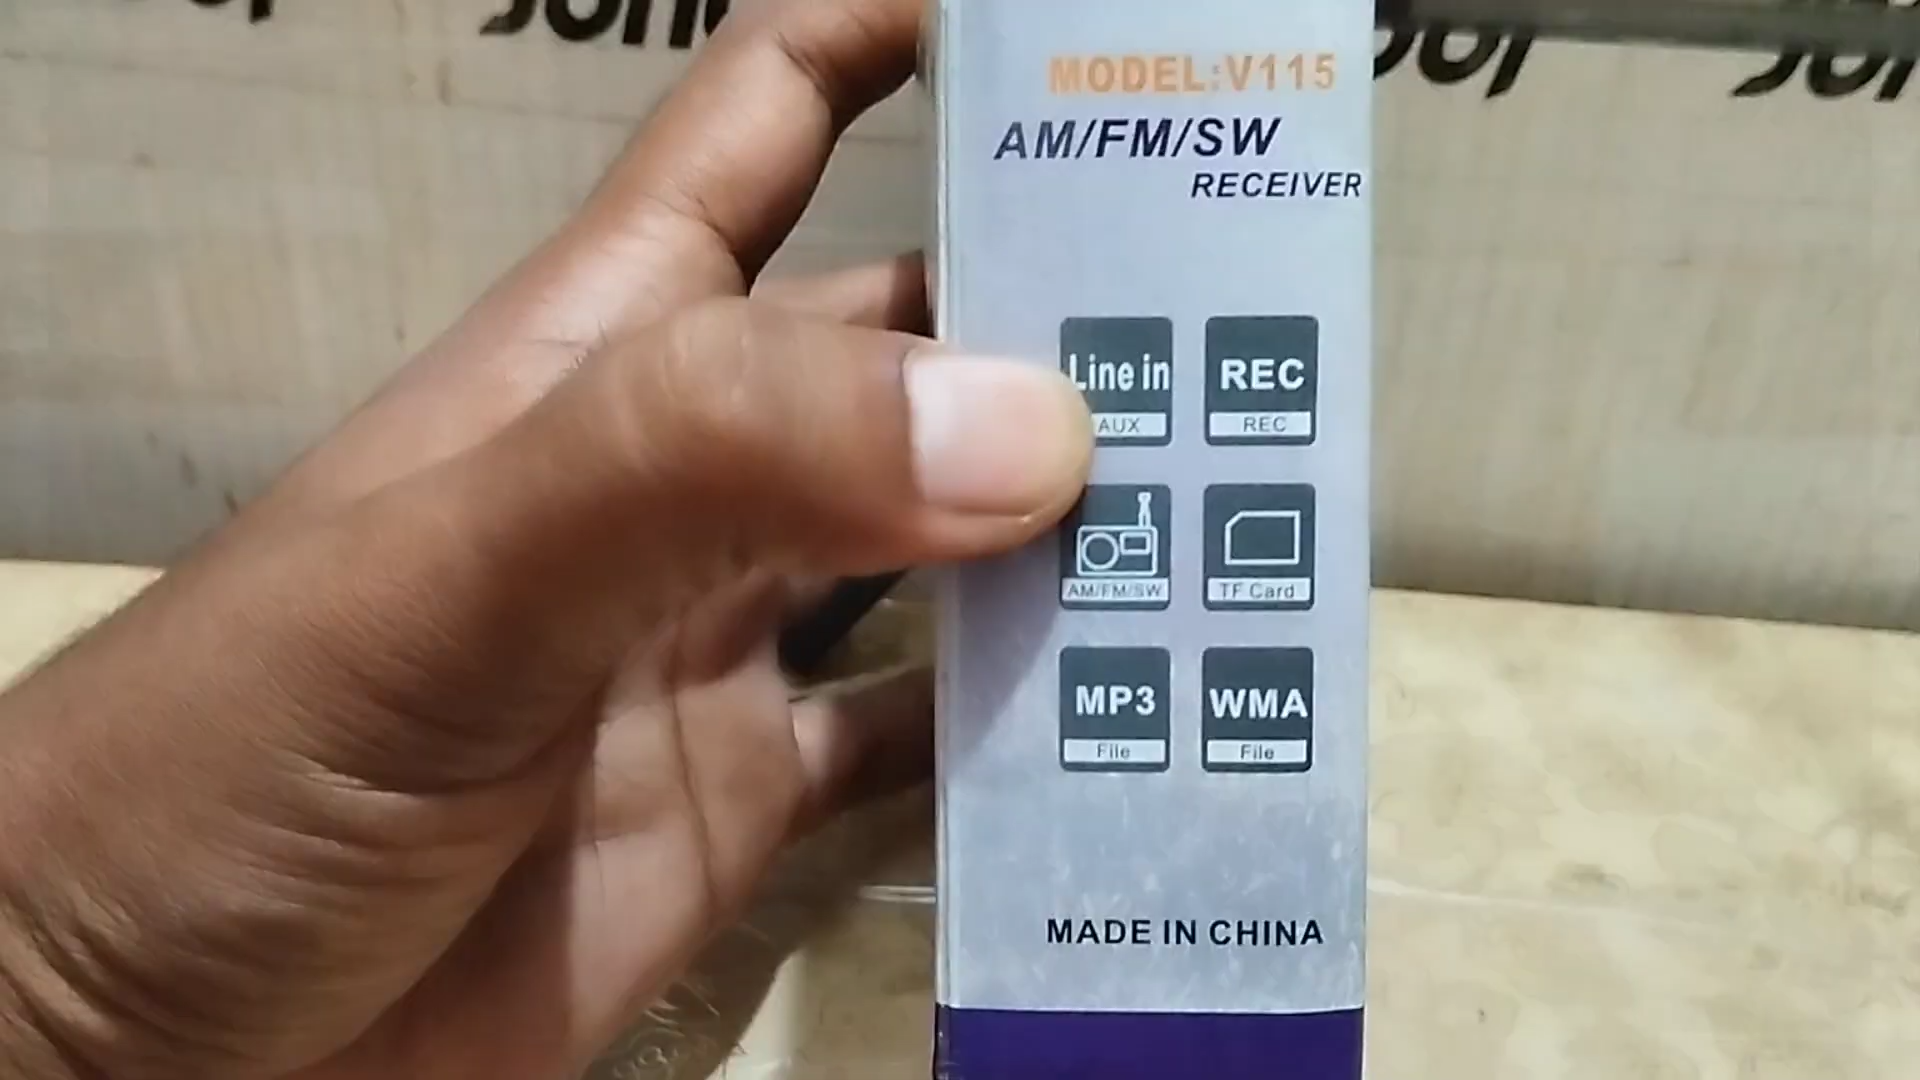 MODEL:V115
AM/FM/SW
RECEIVER
Line in
AUX
REC
REC
AM/FM/SW
TF Card
MP3
File
WMA
File
MADE IN CHINA